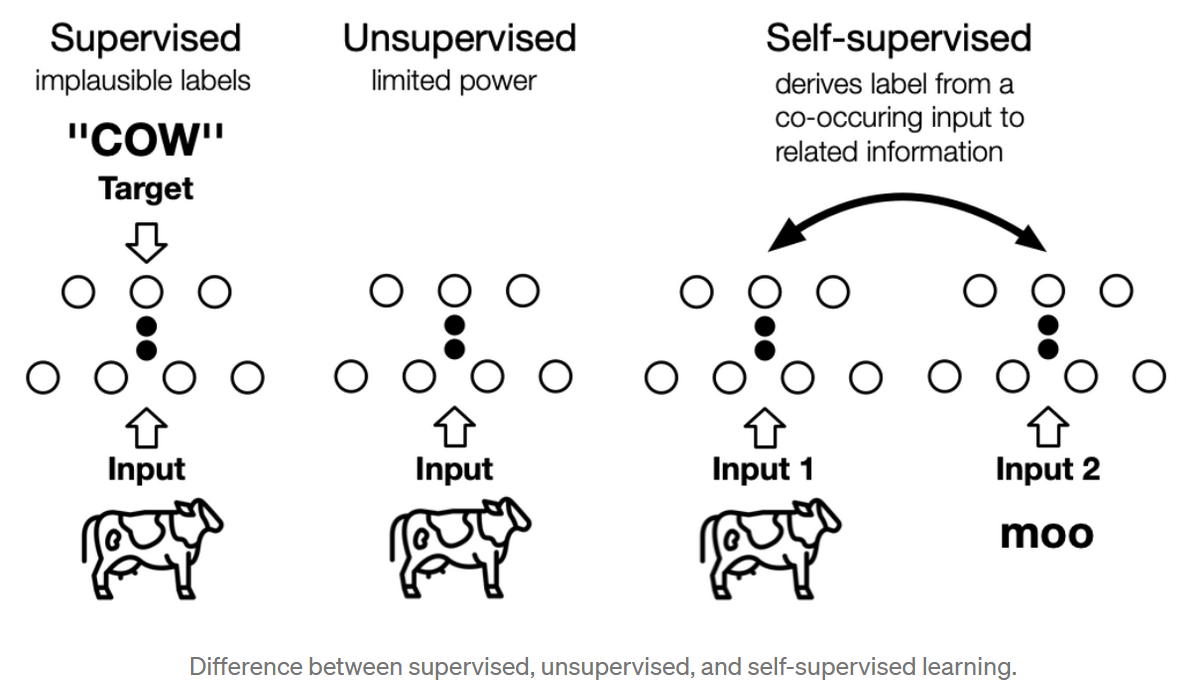 Supervised
implausible labels
"COW"
Target
Input
Unsupervised
limited power
Input
Self-supervised
derives label from a
co-occuring input to
related information
Input 1
Input 2
moo
Difference between supervised, unsupervised, and self-supervised learning.